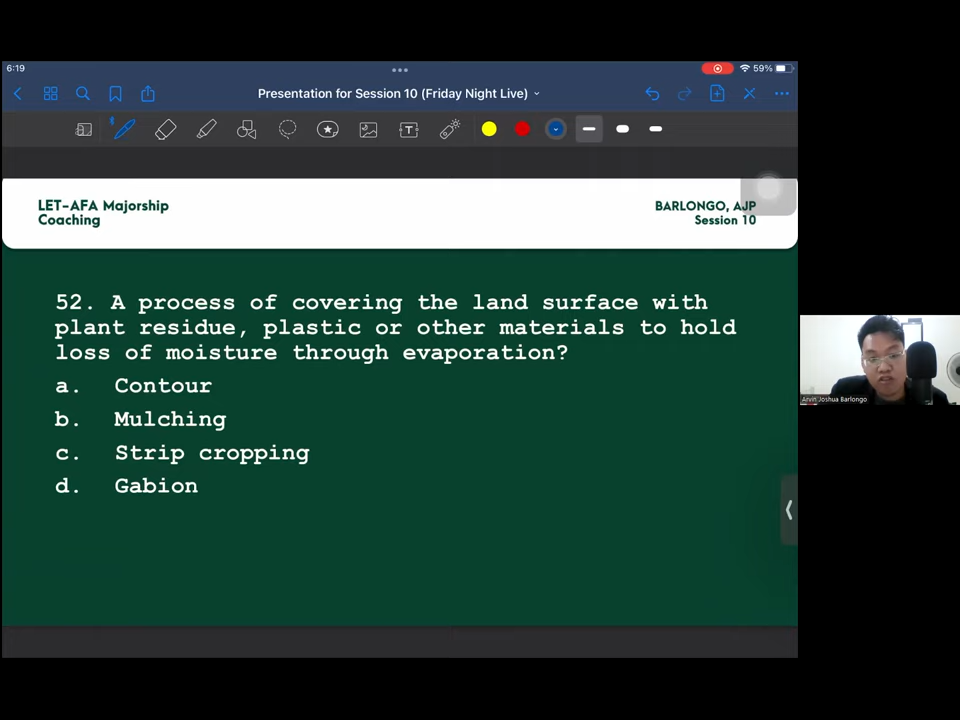 6:19
59%
Presentation for Session 10 (Friday Night Live)
T
LET-AFA Majorship
Coaching
BARLONGO, AJP
Session 10
52. A process of covering the land surface with
plant residue, plastic or other materials to hold
loss of moisture through evaporation?
a. Contour
b. Mulching
c. Strip cropping
d. Gabion
Arvin Joshua Barlongo